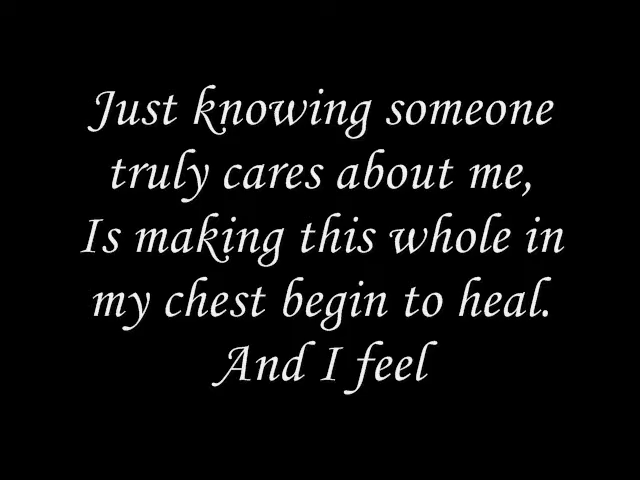 Just knowing someone
truly cares about me,
Is making this whole in
my chest begin to heal.
And I feel